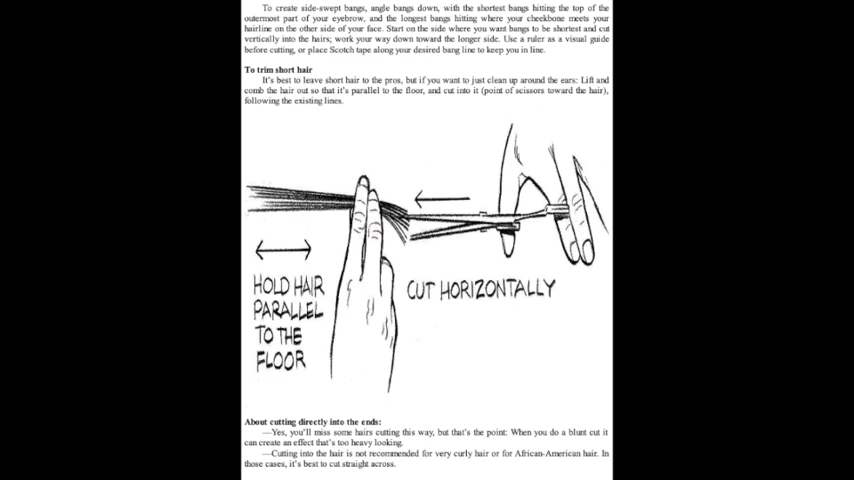 To create side-swept bangs, angle bangs down, with the shortest bangs hitting the top of the
outermost part of your eyebrow, and the longest bangs hitting where your cheekbone meets your
hairline on the other side of your face. Start on the side where you want bangs to be shortest and cut
vertically into the hairs; work your way down toward the longer side. Use a ruler as a visual guide
before cutting, or place Scotch tape along your desired bang line to keep you in line.
To trim short hair
It's best to leave short hair to the pros, but if you want to just clean up around the ears: Lift and
comb the hair out so that it's parallel to the floor, and cut into it (point of scissors toward the hair),
following the existing lines.
HOLD HAIR
PARALLEL
TO THE
FLOOR
CUT HORIZONTALLY
About cutting directly into the ends:
—Yes, you'll miss some hairs cutting this way, but that's the point: When you do a blunt cut it
can create an effect that's too heavy looking.
—Cutting into the hair is not recommended for very curly hair or for African-American hair. In
those cases, it's best to cut straight across.